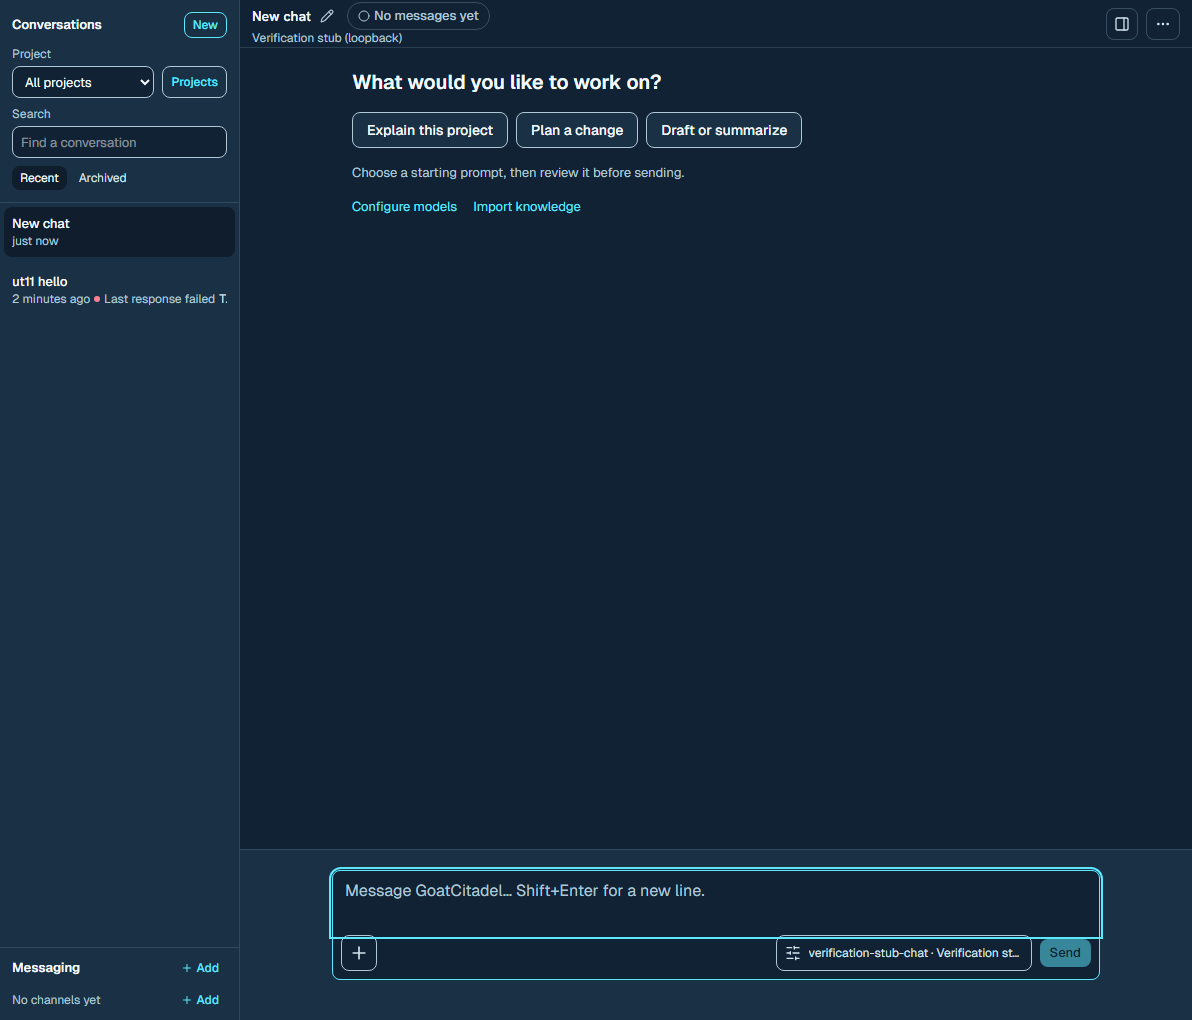 Conversations
New
Project
All projects
Projects
Search
Find a conversation
Recent
Archived
New chat
just now
ut11 hello
2 minutes ago
Last response failed T.
Messaging
+ Add
No channels yet
+ Add
New chat
No messages yet
Verification stub (loopback)
What would you like to work on?
Explain this project
Plan a change
Draft or summarize
Choose a starting prompt, then review it before sending.
Configure models
Import knowledge
Message GoatCitadel... Shift+Enter for a new line.
verification-stub-chat · Verification st...
Send